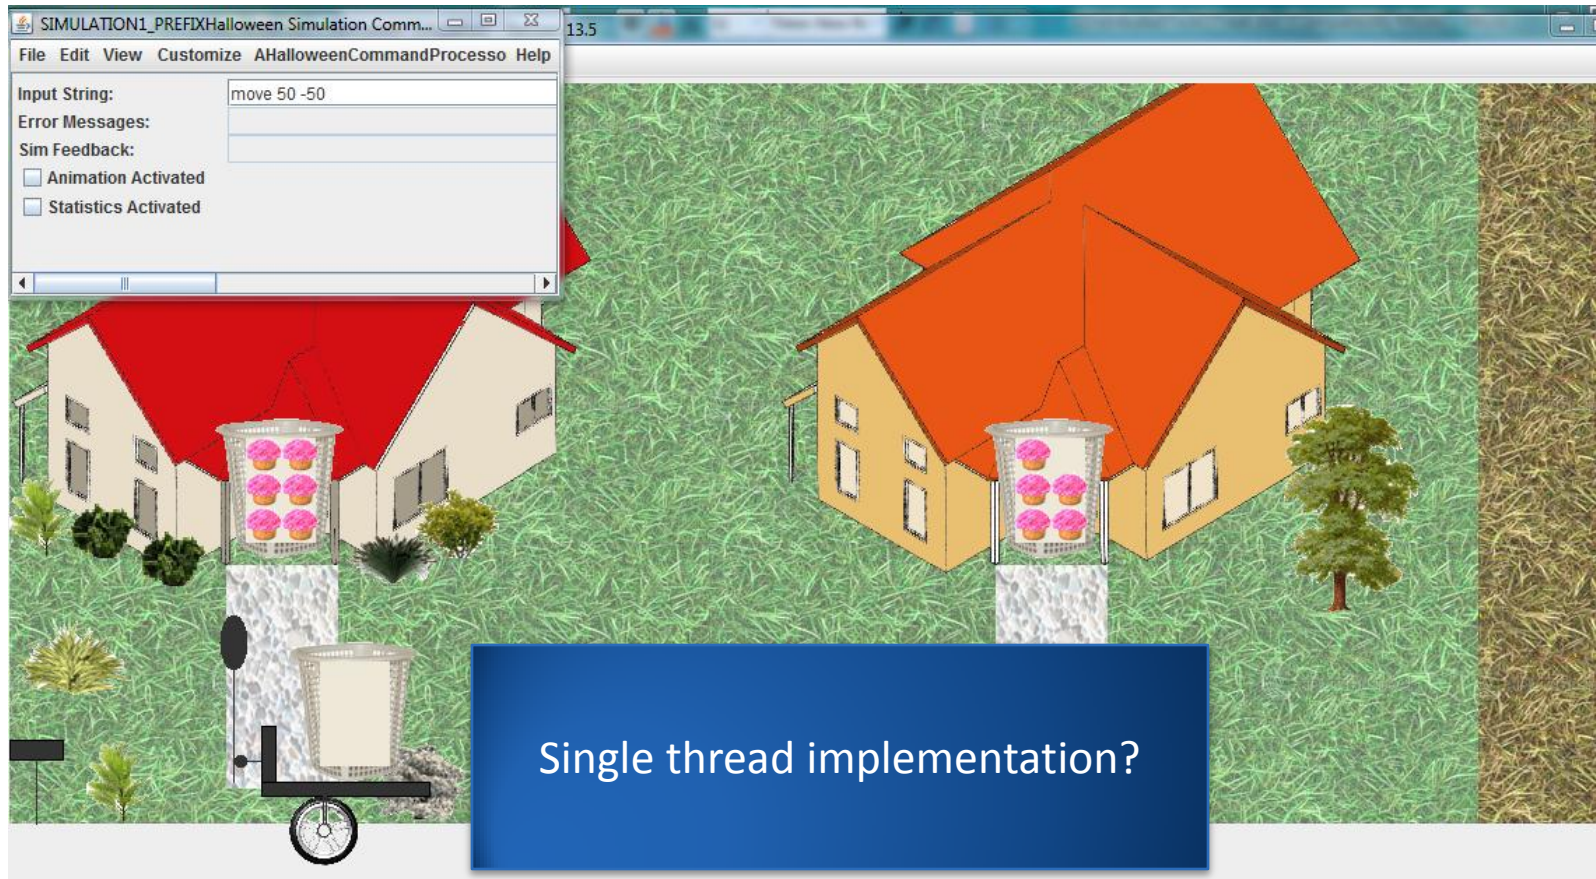 SIMULATION1_PREFIXHalloween Simulation Comm...
13.5
File Edit View Customize AHalloweenCommandProcesso Help
Input String: move 50 -50
Error Messages:
Sim Feedback:
Animation Activated
Statistics Activated
Single thread implementation?